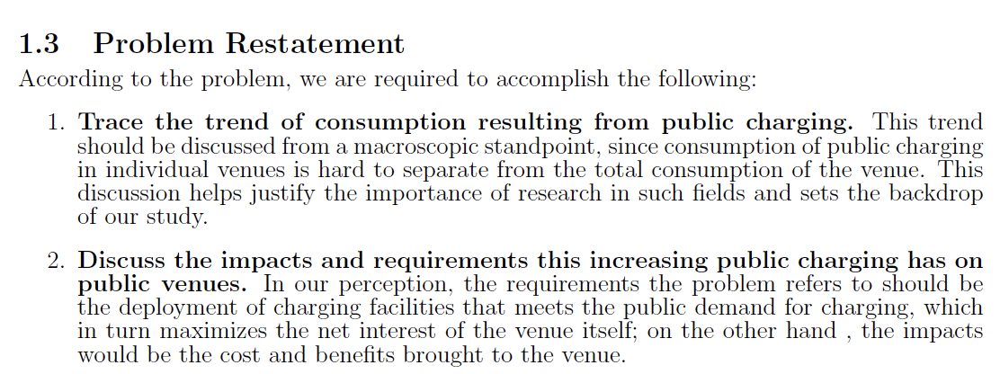 1.3 Problem Restatement
According to the problem, we are required to accomplish the following:
1. Trace the trend of consumption resulting from public charging. This trend
should be discussed from a macroscopic standpoint, since consumption of public charging
in individual venues is hard to separate from the total consumption of the venue. This
discussion helps justify the importance of research in such fields and sets the backdrop
of our study.
2. Discuss the impacts and requirements this increasing public charging has on
public venues. In our perception, the requirements the problem refers to should be
the deployment of charging facilities that meets the public demand for charging, which
in turn maximizes the net interest of the venue itself; on the other hand , the impacts
would be the cost and benefits brought to the venue.